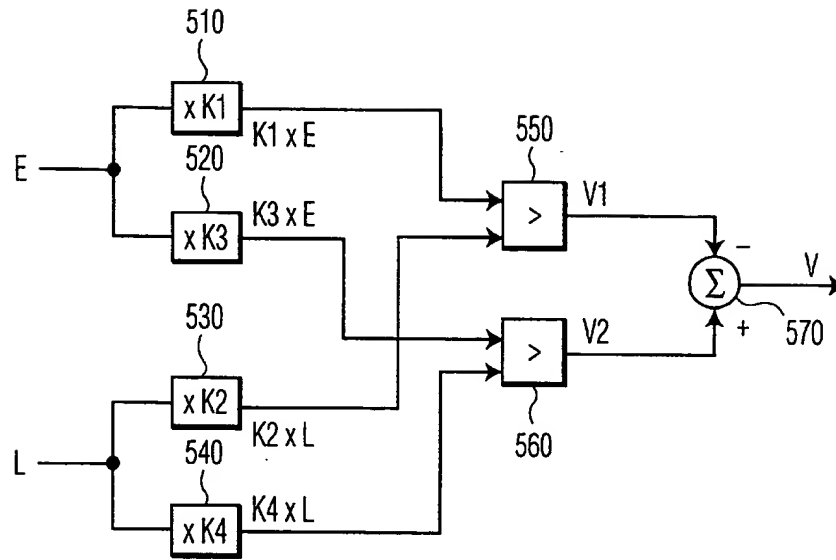 510
x K1
K1 x E
520
E
x K3
K3 x E
550
>
V1
−
Σ
V
570
+
530
x K2
K2 x L
540
L
x K4
K4 x L
>
V2
560